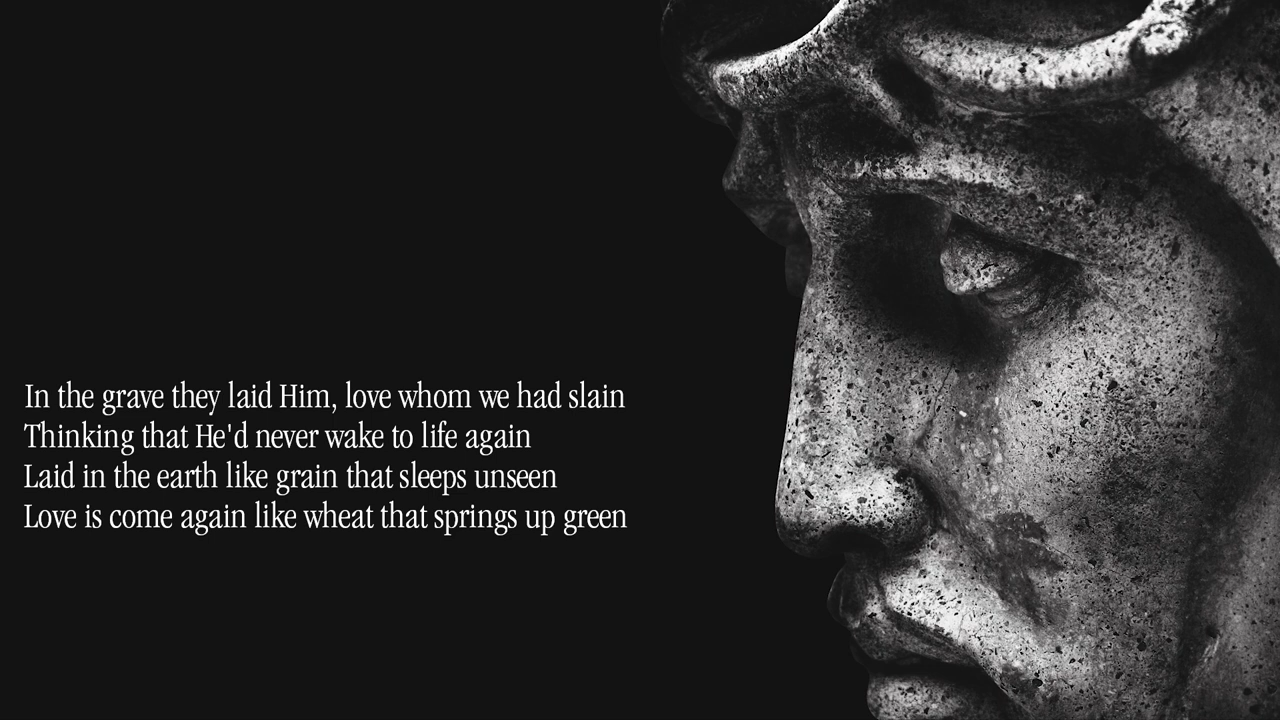 In the grave they laid Him, love whom we had slain
Thinking that He'd never wake to life again
Laid in the earth like grain that sleeps unseen
Love is come again like wheat that springs up green